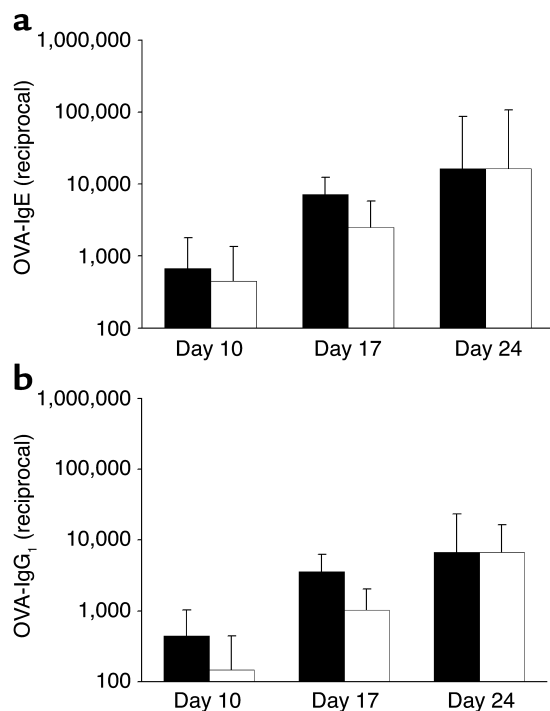 a
1,000,000
100,000
10,000
1,000
100
OVA-IgE (reciprocal)
Day 10 Day 17 Day 24
b
1,000,000
100,000
10,000
1,000
100
OVA-IgG₁ (reciprocal)
Day 10 Day 17 Day 24